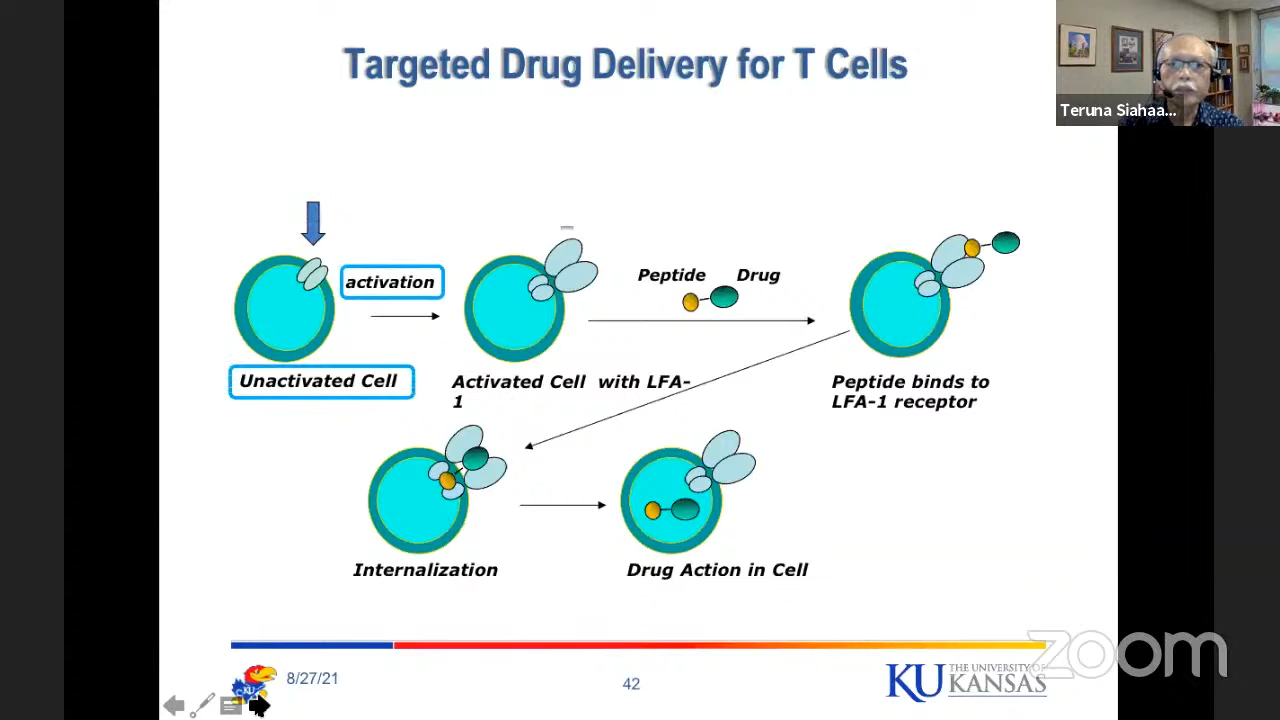 Targeted Drug Delivery for T Cells
Teruna Siahaa...
activation
Peptide Drug
Unactivated Cell
Activated Cell with LFA-
1
Peptide binds to
LFA-1 receptor
Internalization
Drug Action in Cell
8/27/21
42
KU
KU THE UNIVERSITY OF
KANSAS
zoom